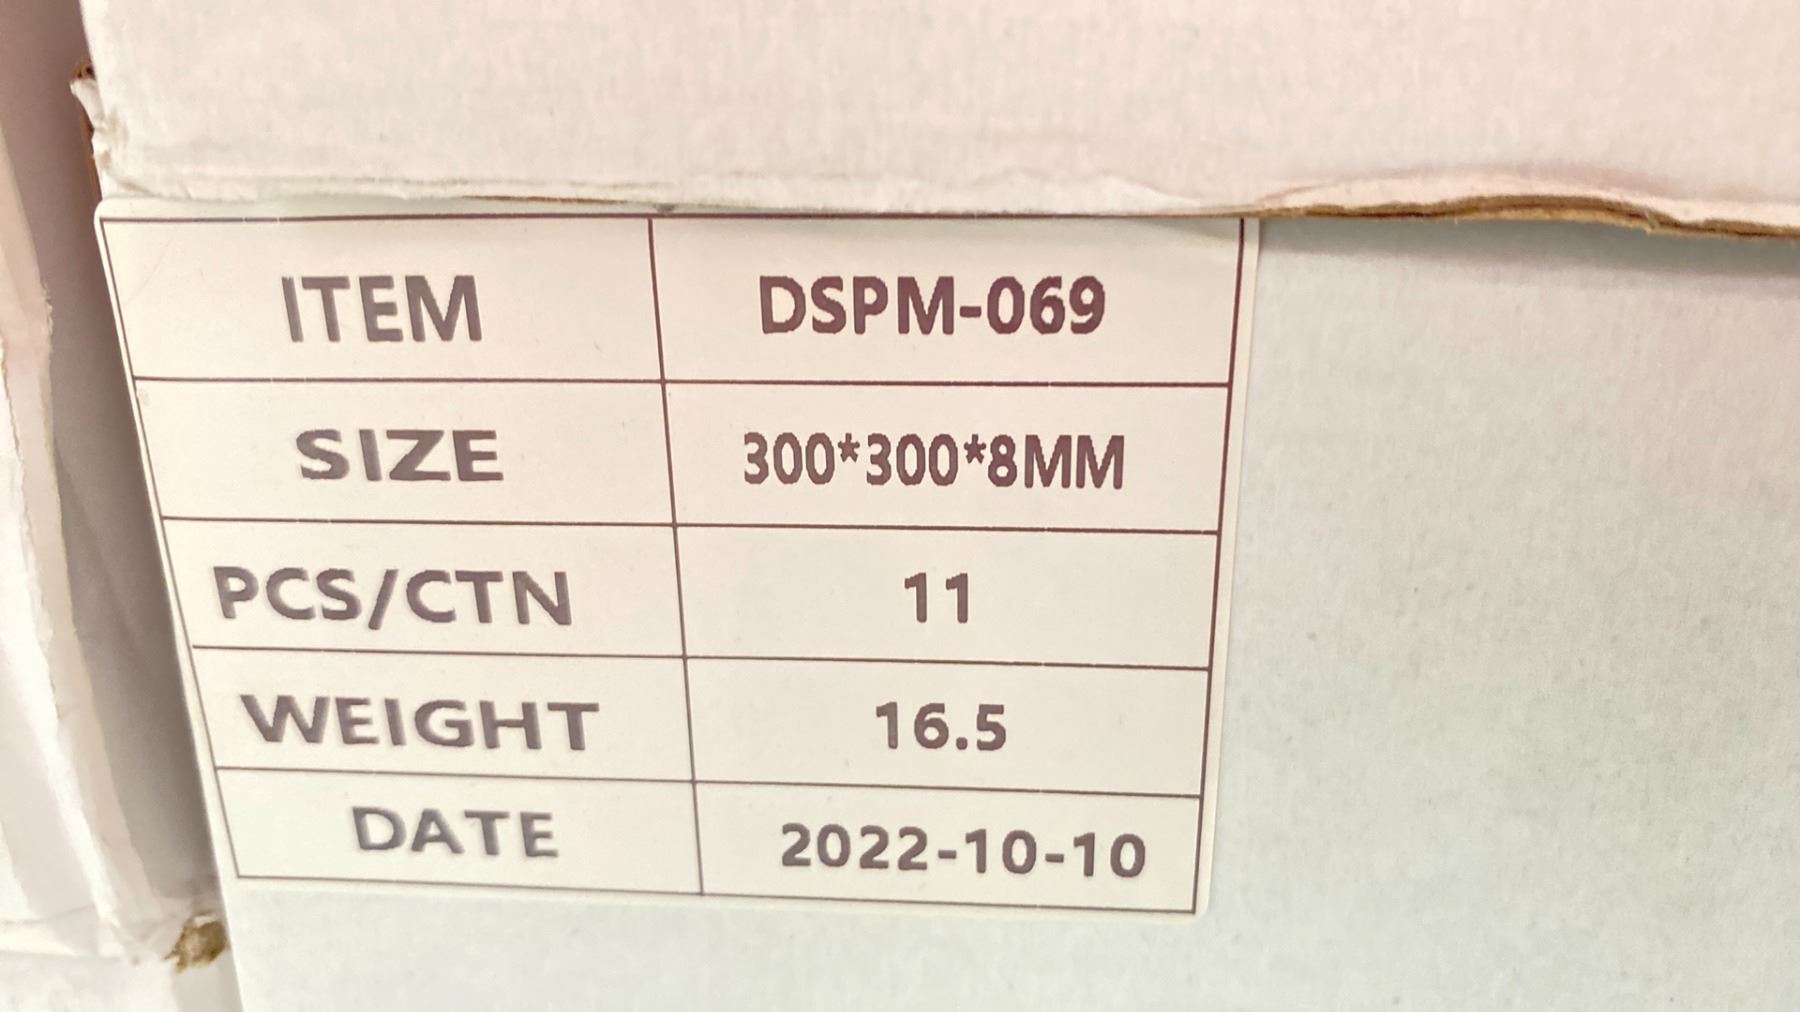 ITEM DSPM-069
SIZE 300*300*8MM
PCS/CTN 11
WEIGHT 16.5
DATE 2022-10-10